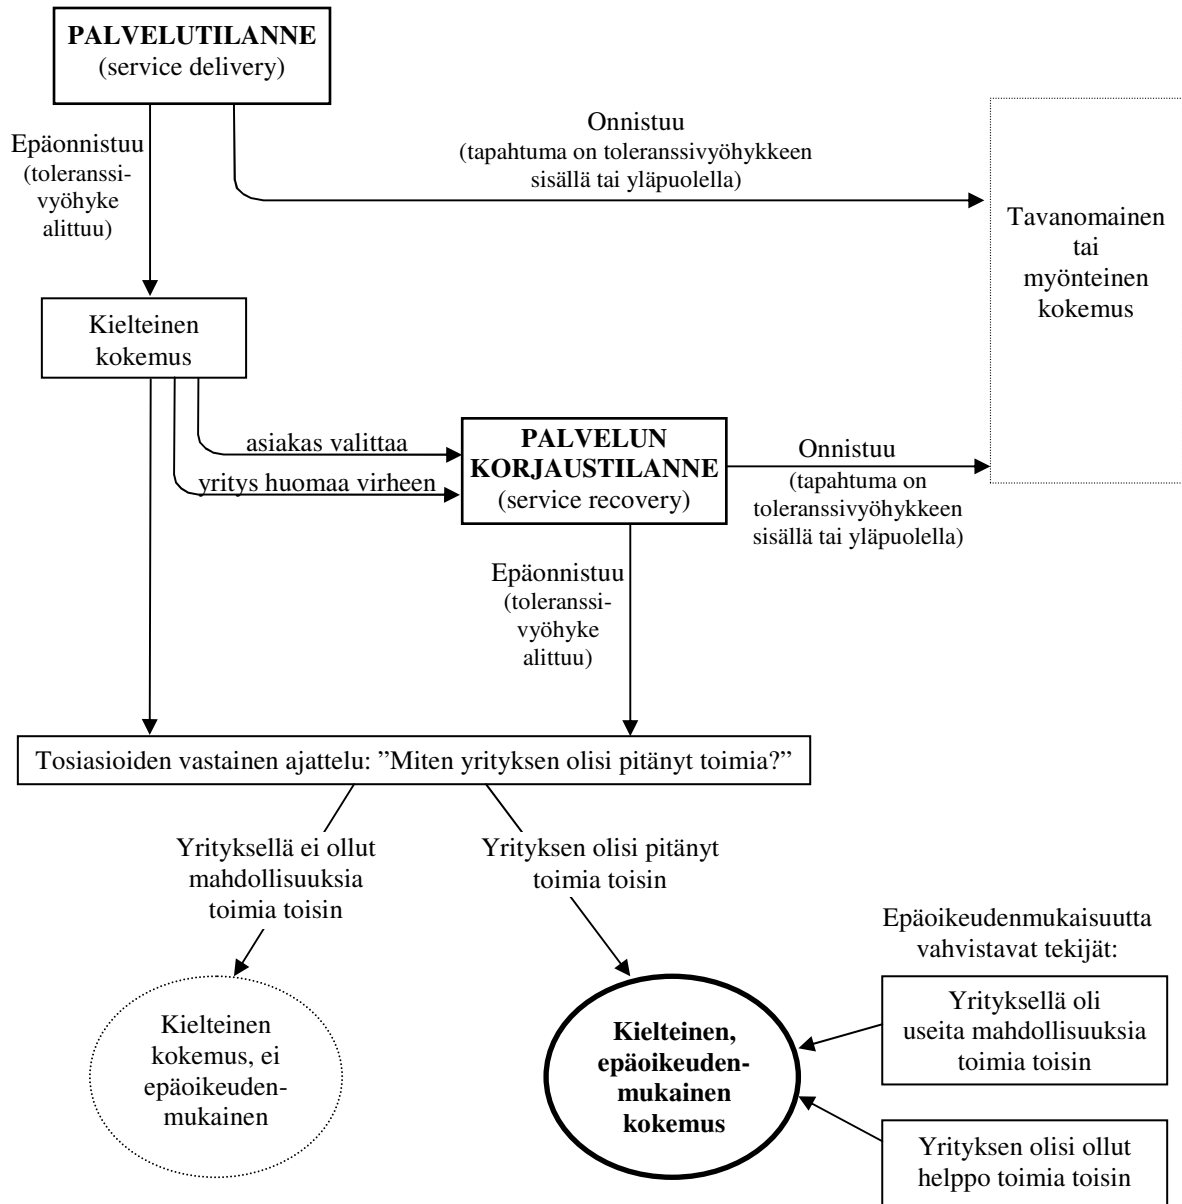 PALVELUTILANNE
(service delivery)
Epäonnistuu
(toleranssi-
vyöhyke
alittuu)
Onnistuu
(tapahtuma on toleranssivyöhykkeen
sisällä tai yläpuolella)
Tavanomainen
tai
myönteinen
kokemus
Kielteinen
kokemus
asiakas valittaa
yritys huomaa virheen
PALVELUN
KORJAUSTILANNE
(service recovery)
Onnistuu
(tapahtuma on
toleranssivyöhykkeen
sisällä tai yläpuolella)
Epäonnistuu
(toleranssi-
vyöhyke
alittuu)
Tosiasioiden vastainen ajattelu: ”Miten yrityksen olisi pitänyt toimia?”
Yrityksellä ei ollut
mahdollisuuksia
toimia toisin
Yrityksen olisi pitänyt
toimia toisin
Epäoikeudenmukaisuutta
vahvistavat tekijät:
Kielteinen
kokemus, ei
epäoikeuden-
mukainen
Kielteinen,
epäoikeuden-
mukainen
kokemus
Yrityksellä oli
useita mahdollisuuksia
toimia toisin
Yrityksen olisi ollut
helppo toimia toisin